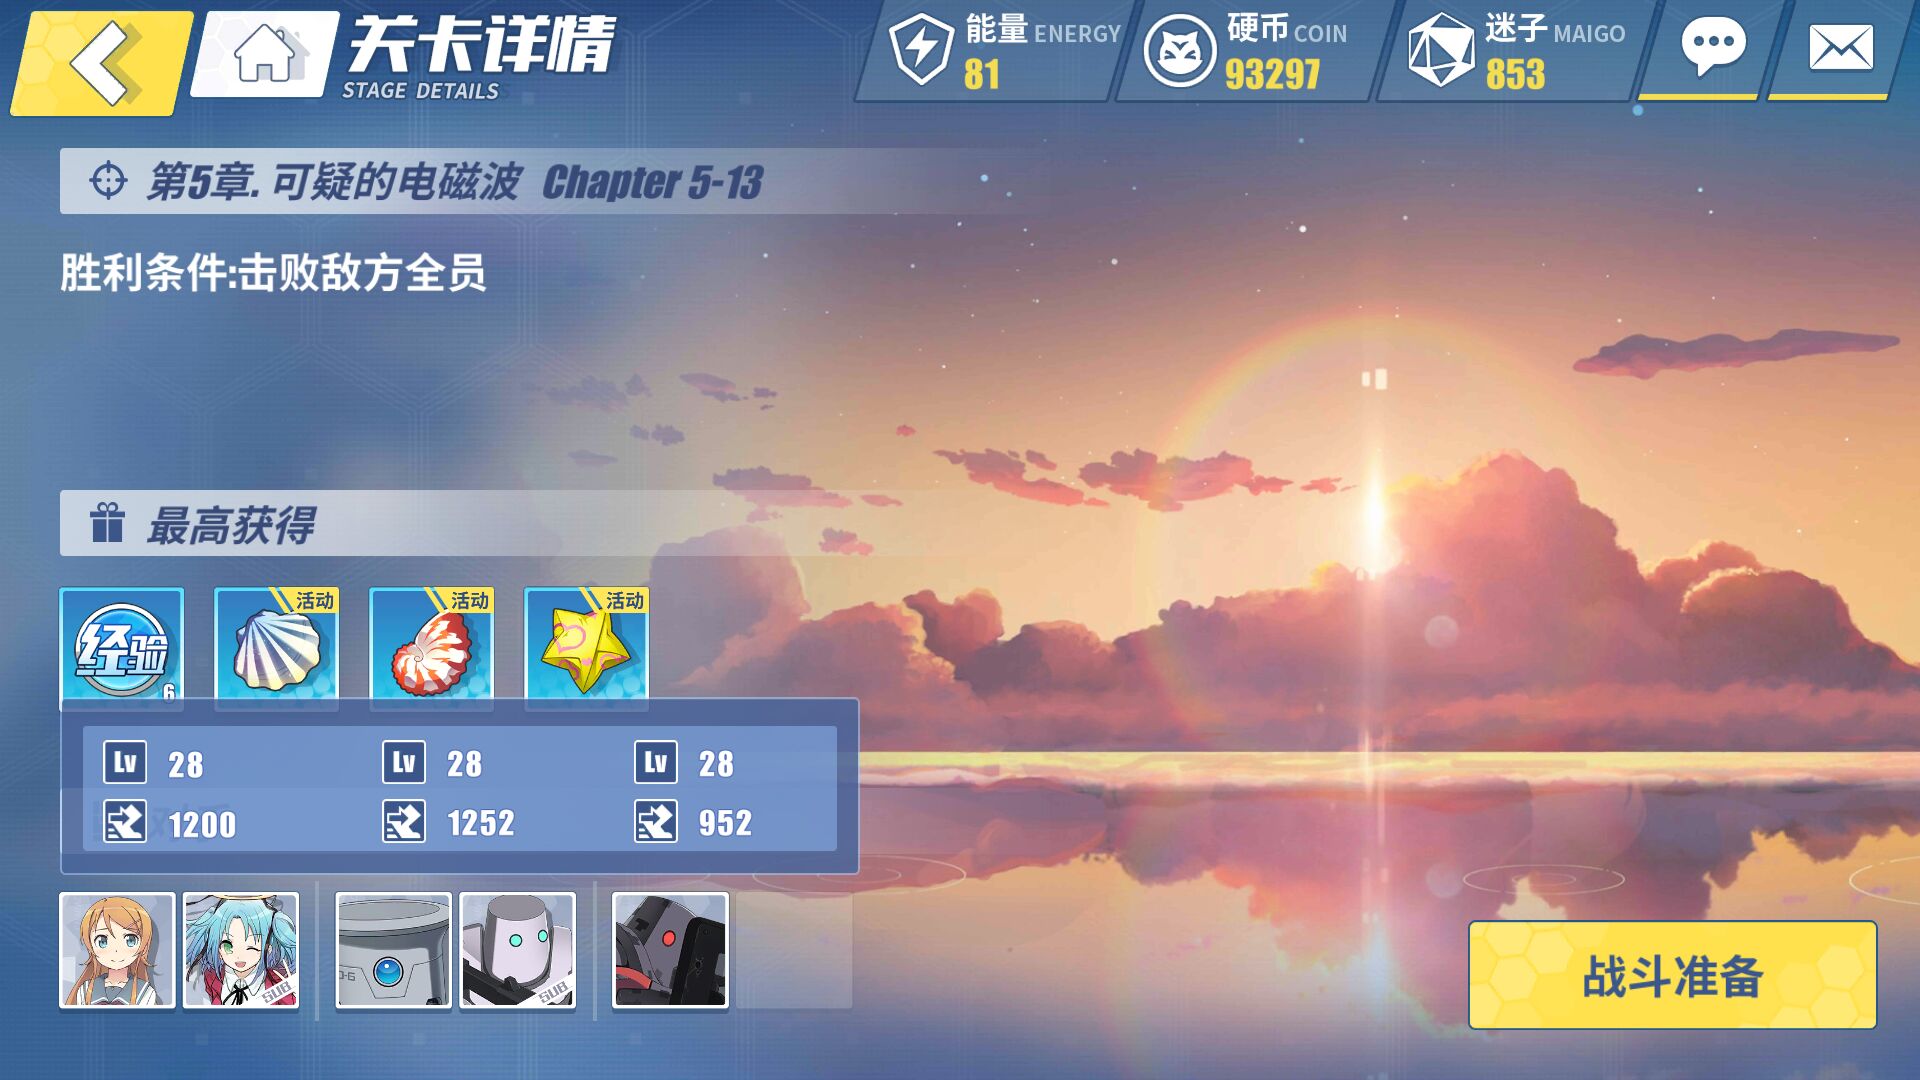 关卡详情
STAGE DETAILS
能量 ENERGY
81
硬币 COIN
93297
迷子 MAIGO
853
第5章. 可疑的电磁波 Chapter 5-13
胜利条件:击败敌方全员
最高获得
经验
6
活动
活动
活动
Lv 28
Lv 28
Lv 28
1200
1252
952
SUB
SUB
战斗准备